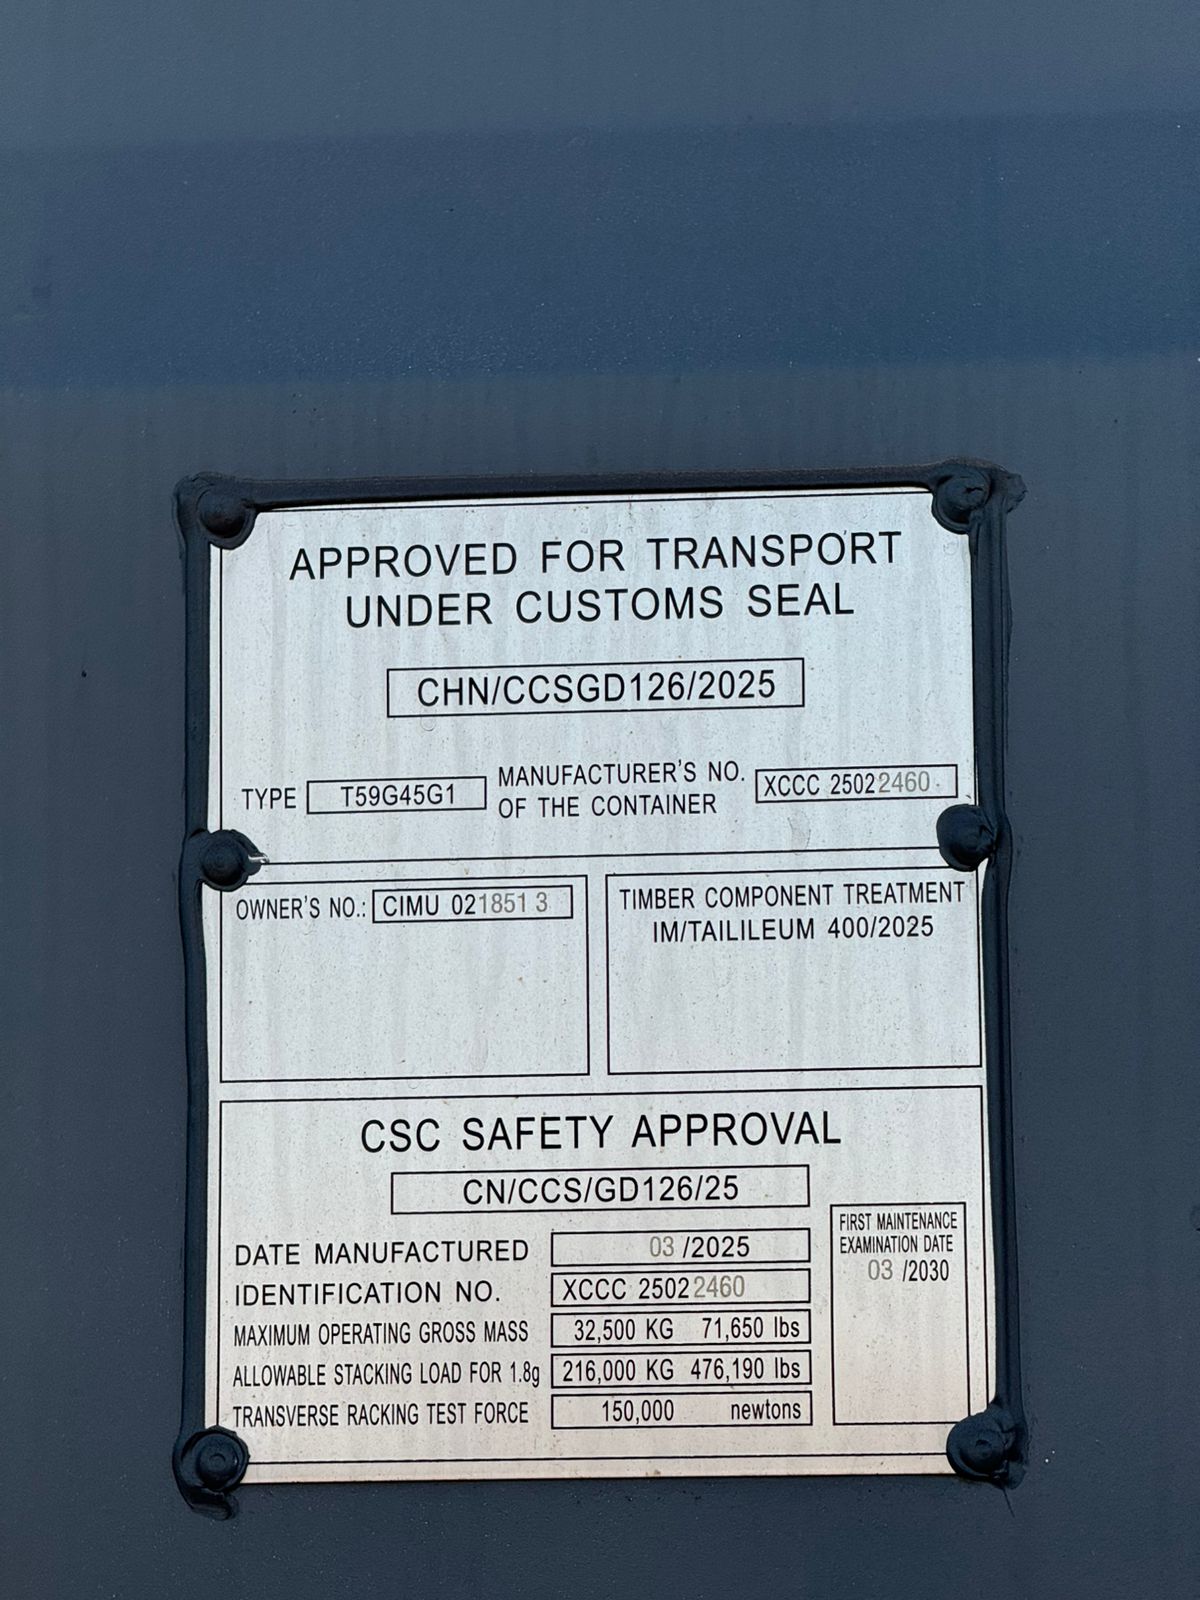 APPROVED FOR TRANSPORT
UNDER CUSTOMS SEAL
CHN/CCSGD126/2025
TYPE T59G45G1 MANUFACTURER'S NO. OF THE CONTAINER XCCC 25022460
OWNER'S NO.: CIMU 021851 3
TIMBER COMPONENT TREATMENT
IM/TAILILEUM 400/2025
CSC SAFETY APPROVAL
CN/CCS/GD126/25
DATE MANUFACTURED 03 /2025
IDENTIFICATION NO. XCCC 25022460
MAXIMUM OPERATING GROSS MASS 32,500 KG 71,650 lbs
ALLOWABLE STACKING LOAD FOR 1.8g 216,000 KG 476,190 lbs
TRANSVERSE RACKING TEST FORCE 150,000 newtons
FIRST MAINTENANCE
EXAMINATION DATE
03 /2030